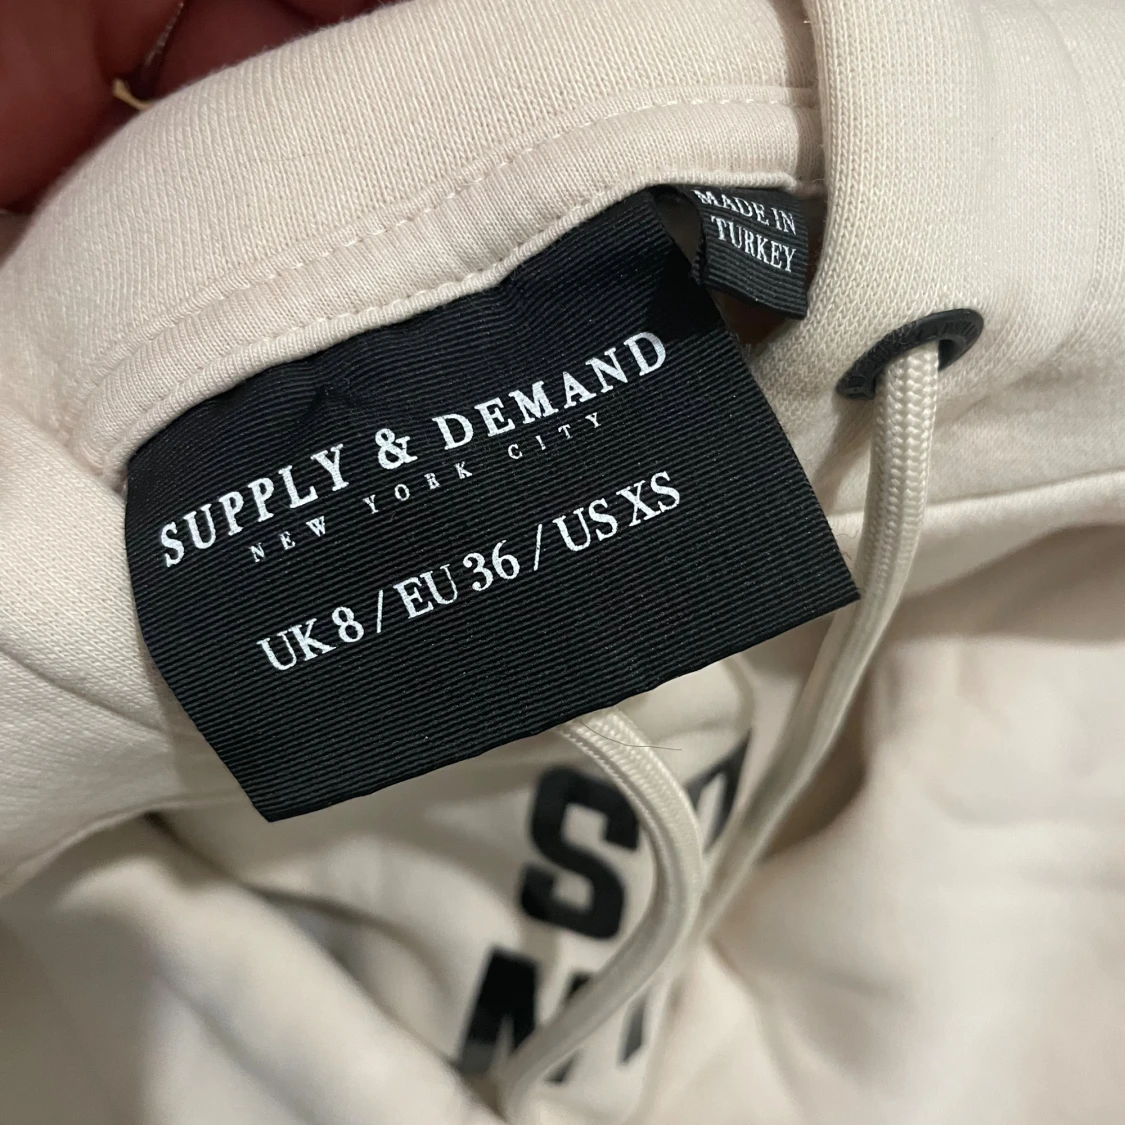 MADE IN
TURKEY
SUPPLY & DEMAND
NEW YORK CITY
UK 8 / EU 36 / US XS